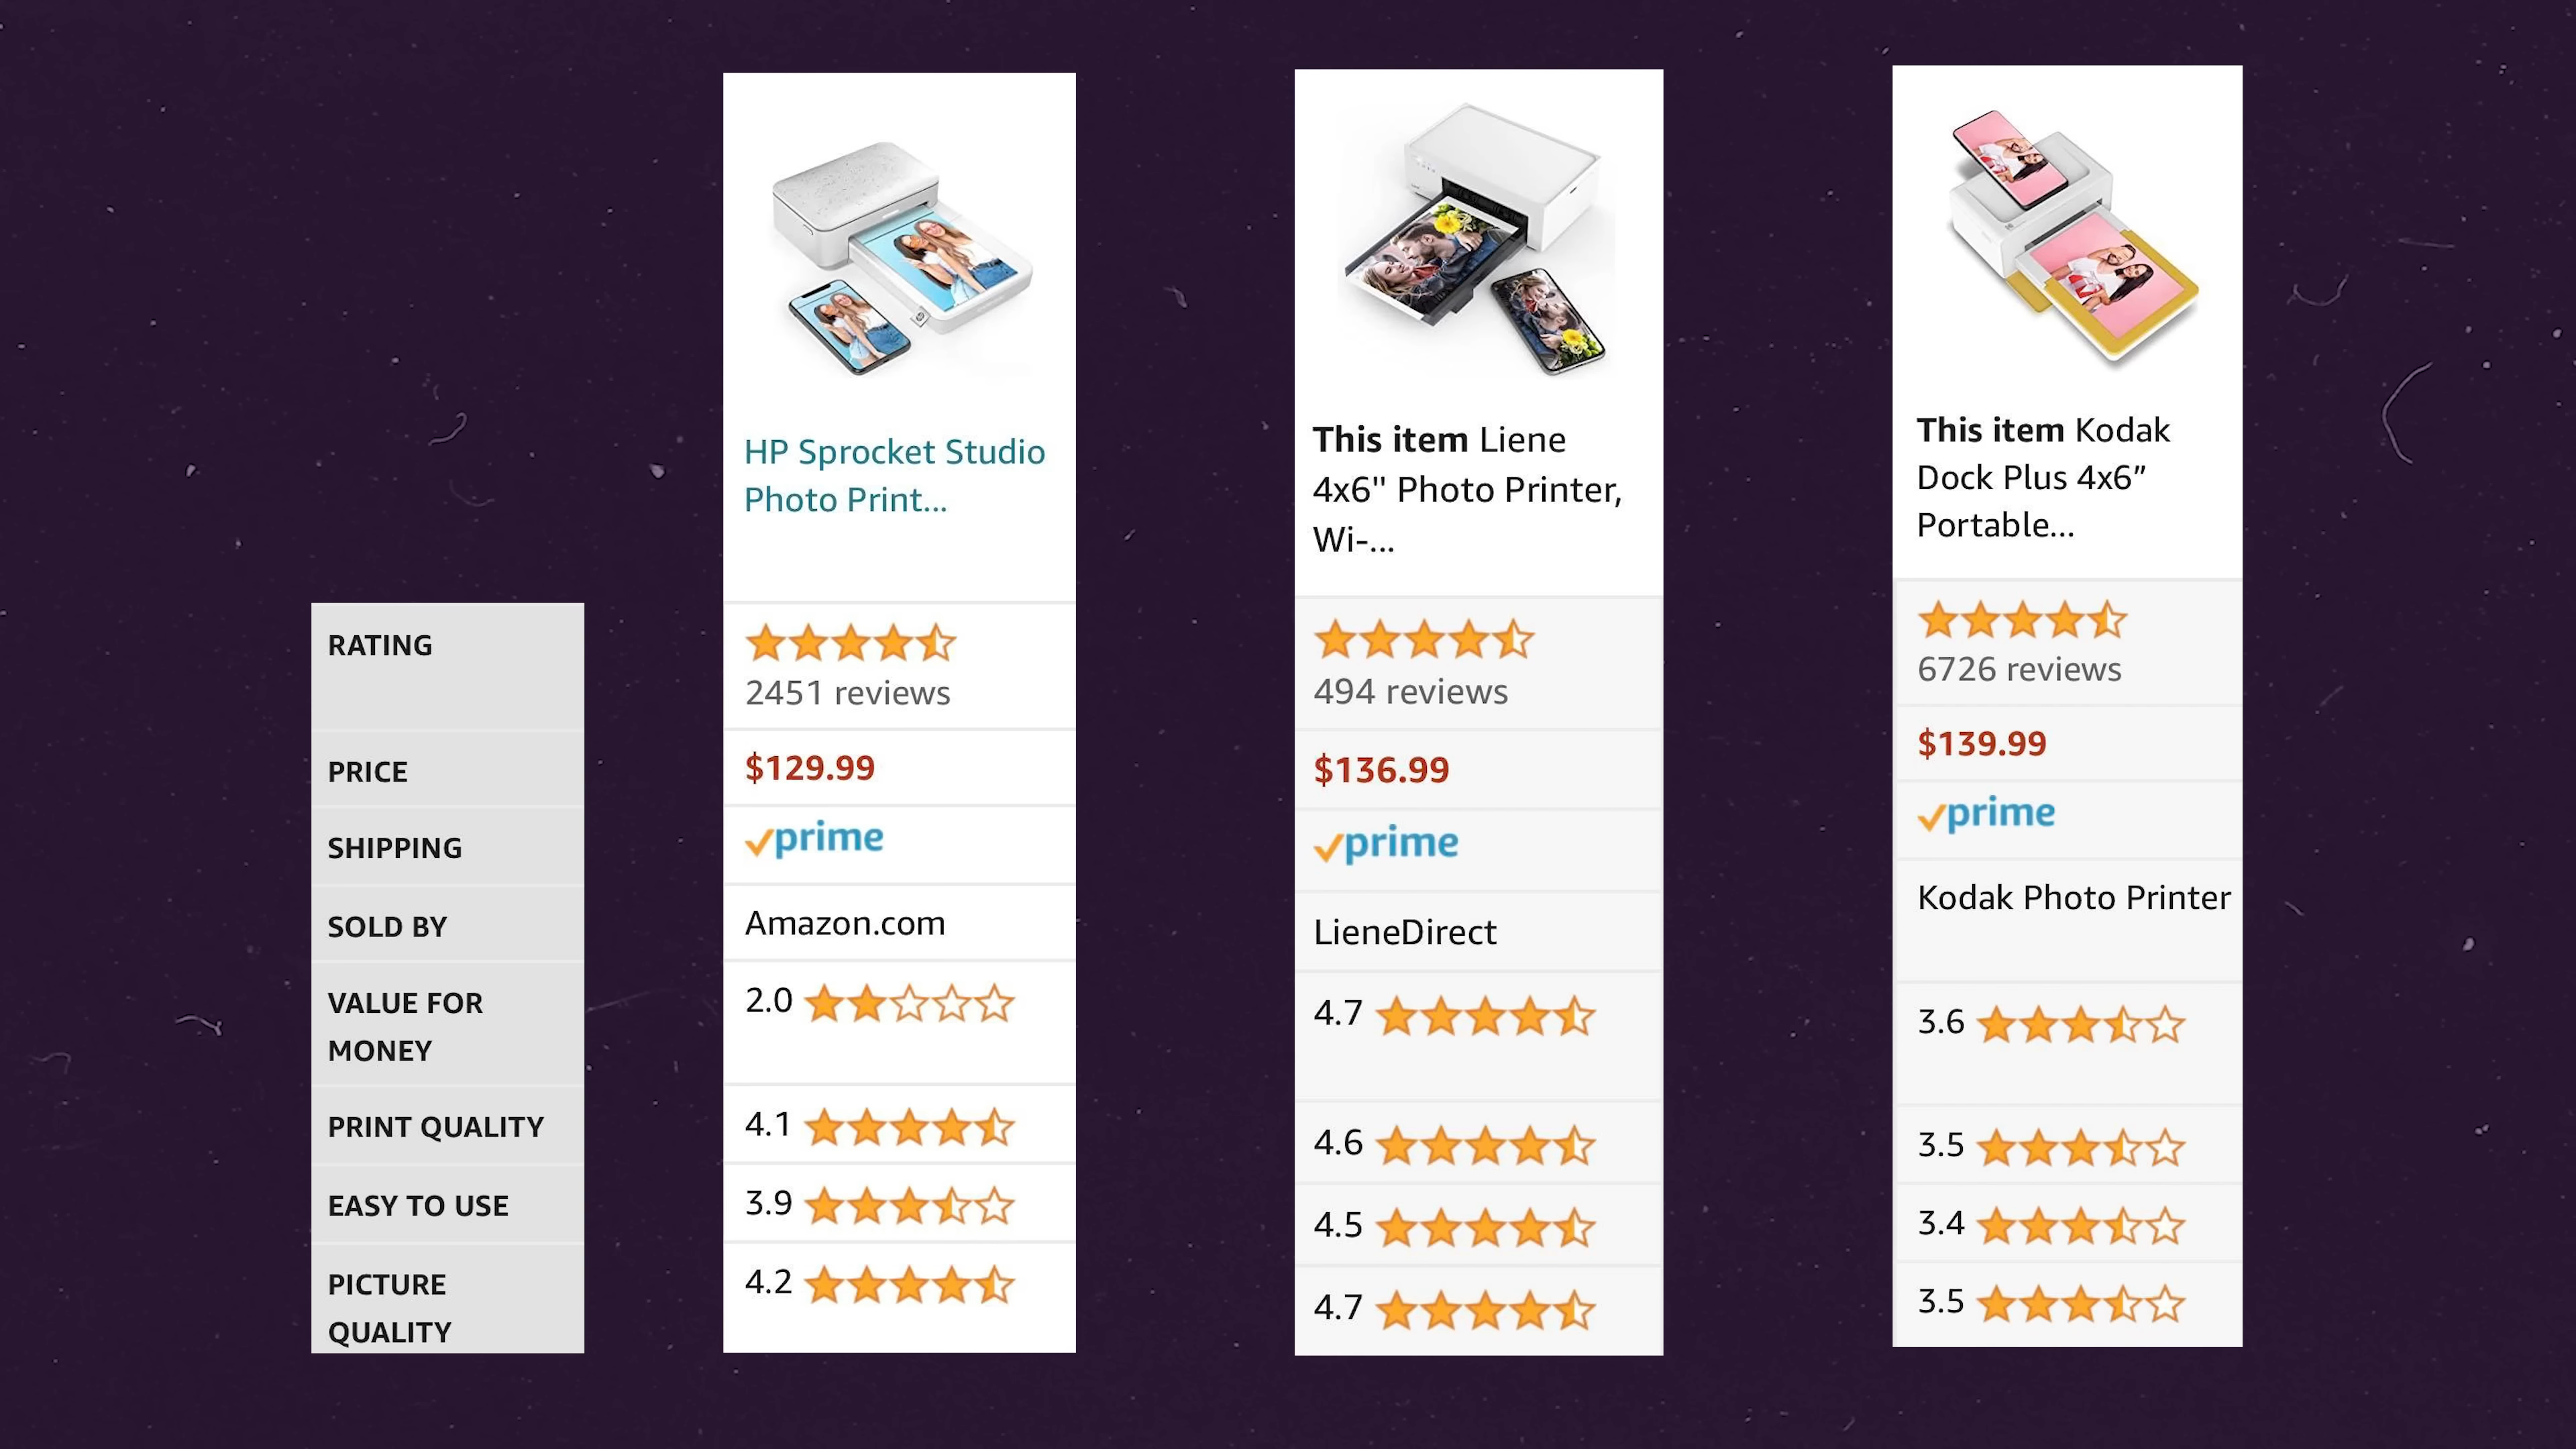 HP Sprocket Studio
Photo Print...
This item Liene
4x6" Photo Printer,
Wi-...
This item Kodak
Dock Plus 4x6”
Portable...
RATING
2451 reviews
494 reviews
6726 reviews
PRICE
$129.99
$136.99
$139.99
SHIPPING
prime
prime
prime
SOLD BY
Amazon.com
LieneDirect
Kodak Photo Printer
VALUE FOR
MONEY
2.0
4.7
3.6
PRINT QUALITY
4.1
4.6
3.5
EASY TO USE
3.9
4.5
3.4
PICTURE
QUALITY
4.2
4.7
3.5